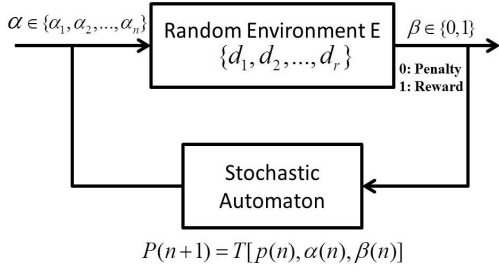 α ∈ {α₁, α₂, ..., αₙ}
Random Environment E
{d₁, d₂, ..., dᵣ}
β ∈ {0, 1}
0: Penalty
1: Reward
Stochastic
Automaton
P(n+1) = T[p(n), α(n), β(n)]